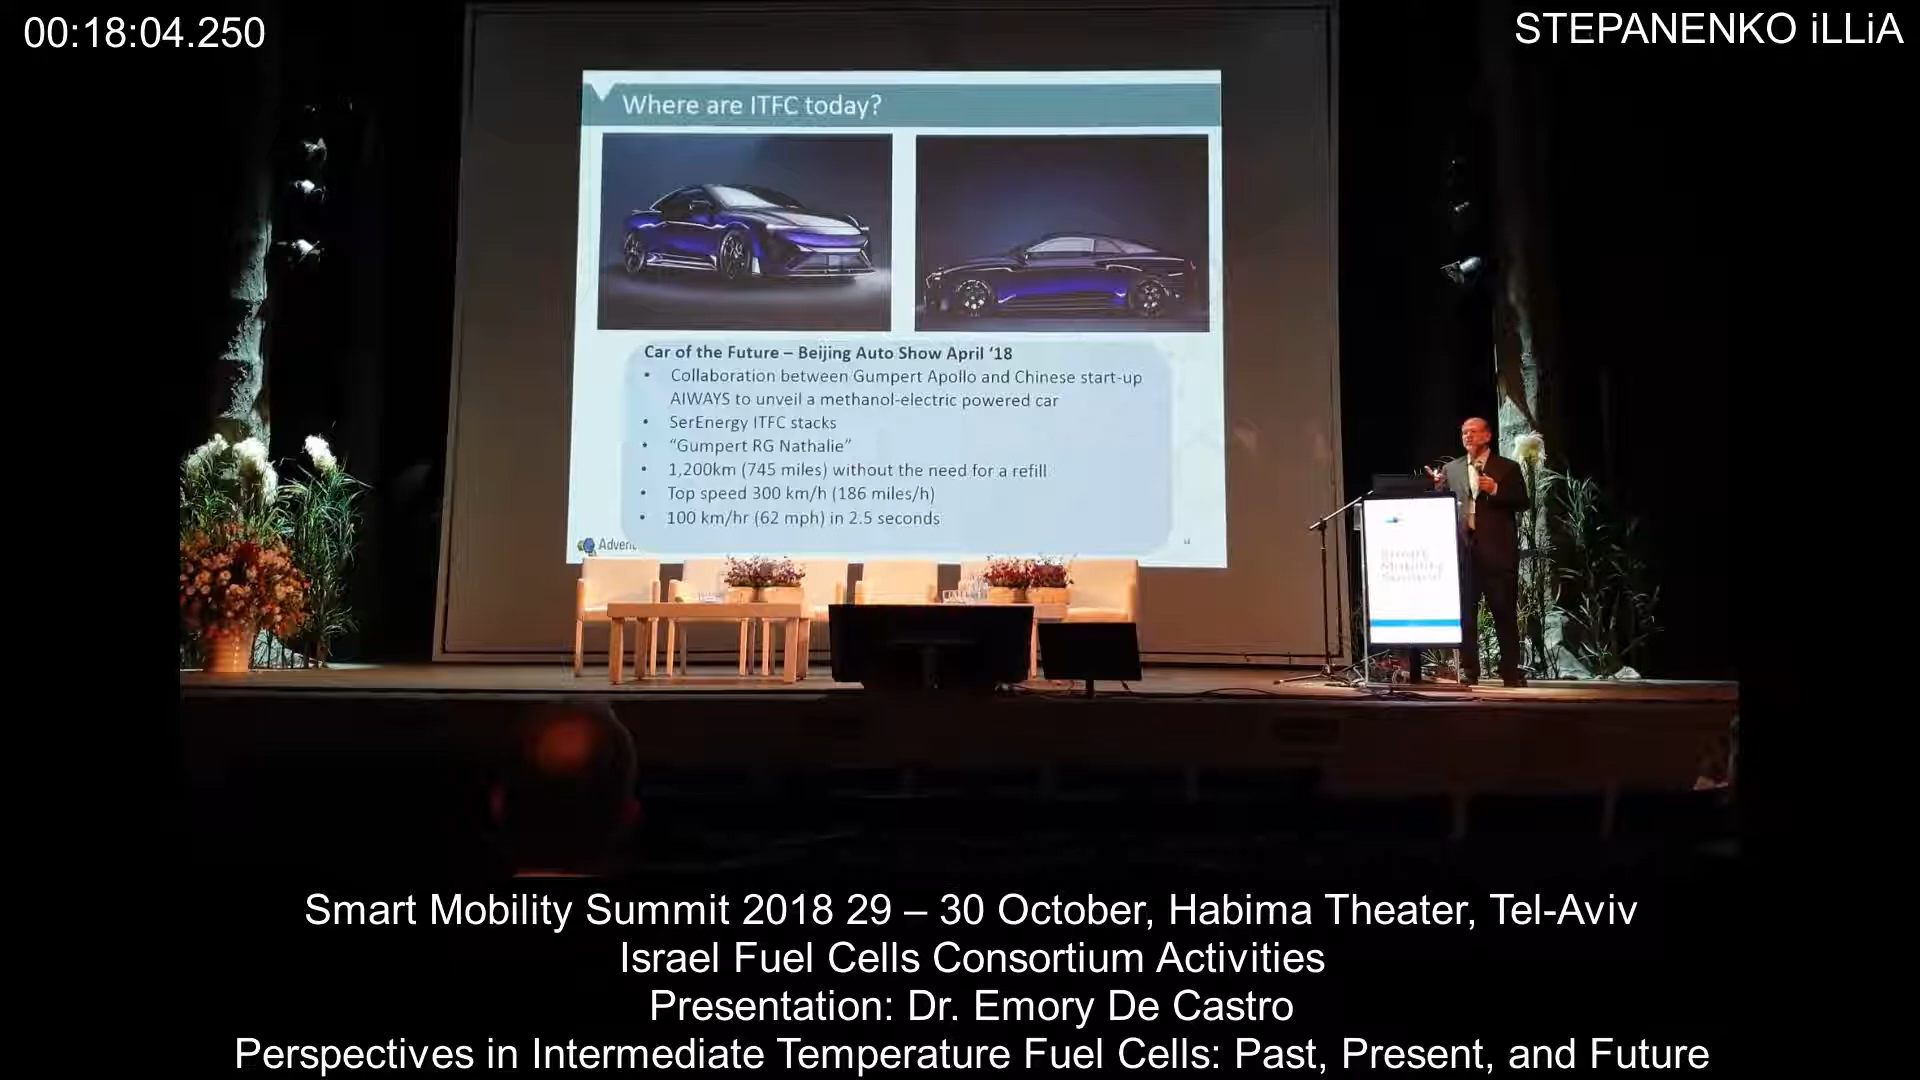 00:18:04.250
STEPANENKO iLLiA
Where are ITFC today?
Car of the Future – Beijing Auto Show April ‘18
• Collaboration between Gumpert Apollo and Chinese start-up
AIWAYS to unveil a methanol-electric powered car
• SerEnergy ITFC stacks
• “Gumpert RG Nathalie”
• 1,200km (745 miles) without the need for a refill
• Top speed 300 km/h (186 miles/h)
• 100 km/hr (62 mph) in 2.5 seconds
Smart
Mobility
Summit
Smart Mobility Summit 2018 29 – 30 October, Habima Theater, Tel-Aviv
Israel Fuel Cells Consortium Activities
Presentation: Dr. Emory De Castro
Perspectives in Intermediate Temperature Fuel Cells: Past, Present, and Future